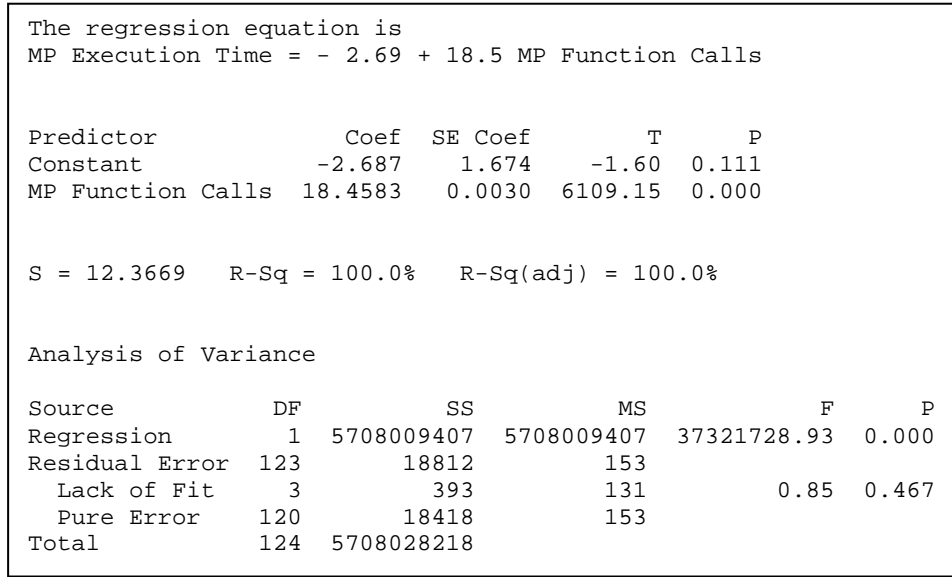 The regression equation is
MP Execution Time = - 2.69 + 18.5 MP Function Calls
Predictor Coef SE Coef T P
Constant -2.687 1.674 -1.60 0.111
MP Function Calls 18.4583 0.0030 6109.15 0.000
S = 12.3669 R-Sq = 100.0% R-Sq(adj) = 100.0%
Analysis of Variance
Source DF SS MS F P
Regression 1 5708009407 5708009407 37321728.93 0.000
Residual Error 123 18812 153
Lack of Fit 3 393 131 0.85 0.467
Pure Error 120 18418 153
Total 124 5708028218